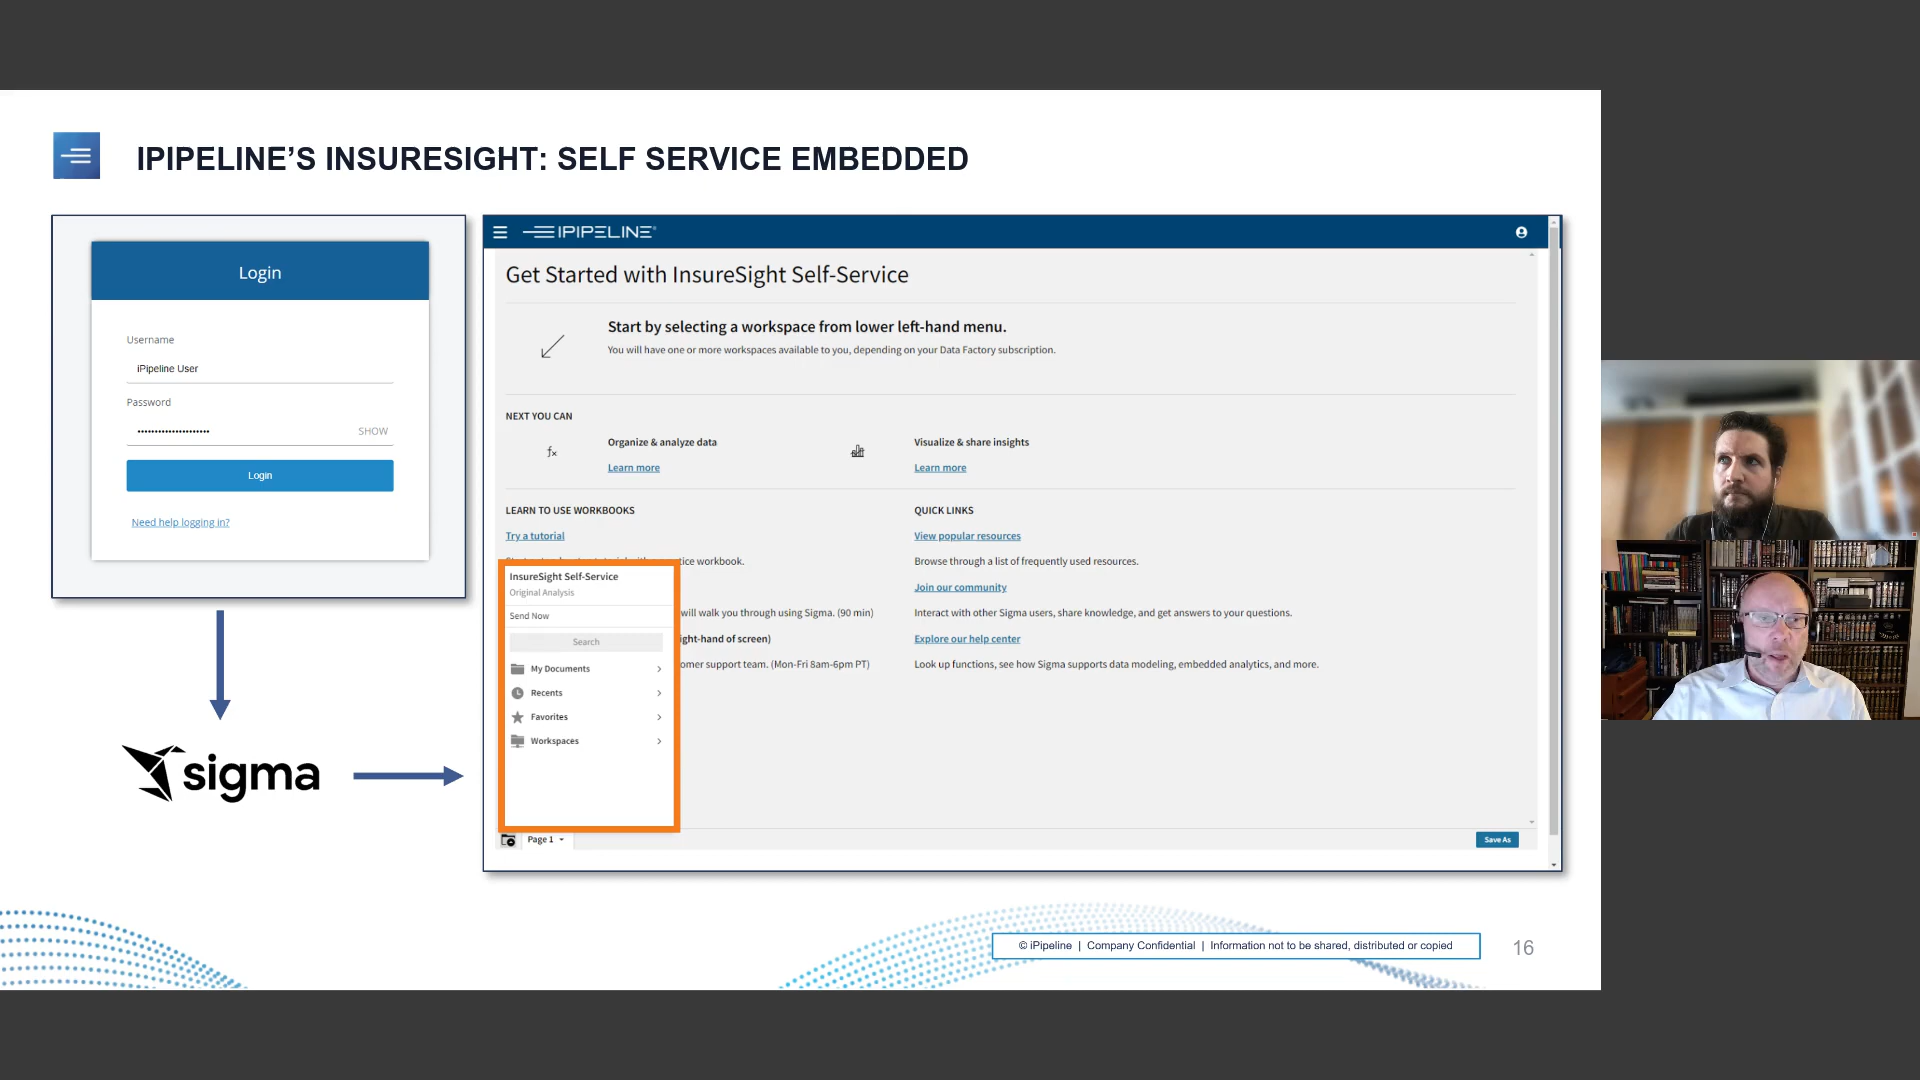 IPIPELINE’S INSURESIGHT: SELF SERVICE EMBEDDED
Login
Username
iPipeline User
Password
•••••••••••••••••••••
SHOW
Login
Need help logging in?
sigma
IPIPELINE
Get Started with InsureSight Self-Service
Start by selecting a workspace from lower left-hand menu.
You will have one or more workspaces available to you, depending on your Data Factory subscription.
NEXT YOU CAN
fx
Organize & analyze data
Learn more
Visualize & share insights
Learn more
LEARN TO USE WORKBOOKS
Try a tutorial
tice workbook.
will walk you through using Sigma. (90 min)
ight-hand of screen)
omer support team. (Mon-Fri 8am-6pm PT)
QUICK LINKS
View popular resources
Browse through a list of frequently used resources.
Join our community
Interact with other Sigma users, share knowledge, and get answers to your questions.
Explore our help center
Look up functions, see how Sigma supports data modeling, embedded analytics, and more.
InsureSight Self-Service
Original Analysis
Send Now
Search
My Documents
Recents
Favorites
Workspaces
Page 1
Save As
© iPipeline | Company Confidential | Information not to be shared, distributed or copied
16